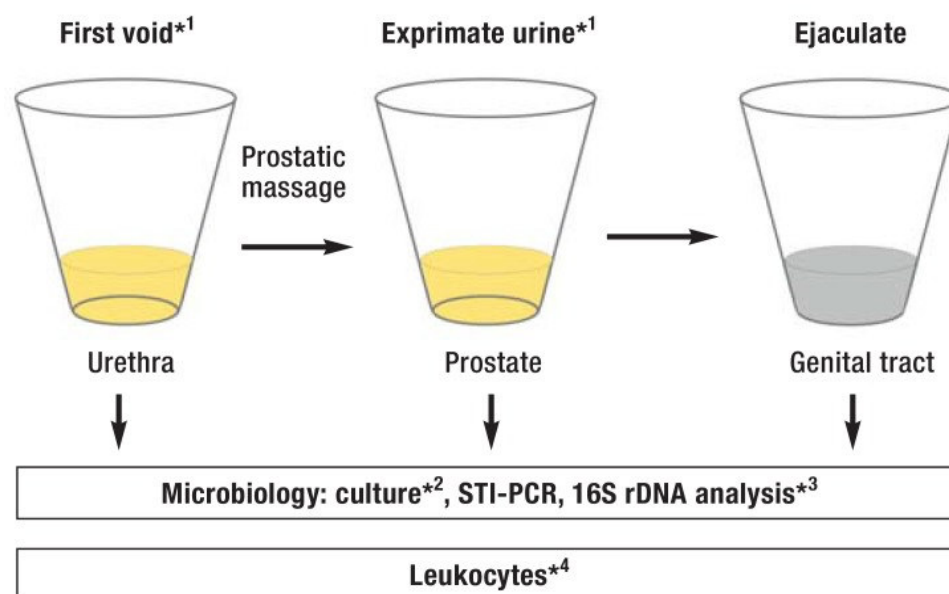 First void*1
Exprimate urine*1
Ejaculate
Prostatic
massage
Urethra
Prostate
Genital tract
Microbiology: culture*2, STI-PCR, 16S rDNA analysis*3
Leukocytes*4